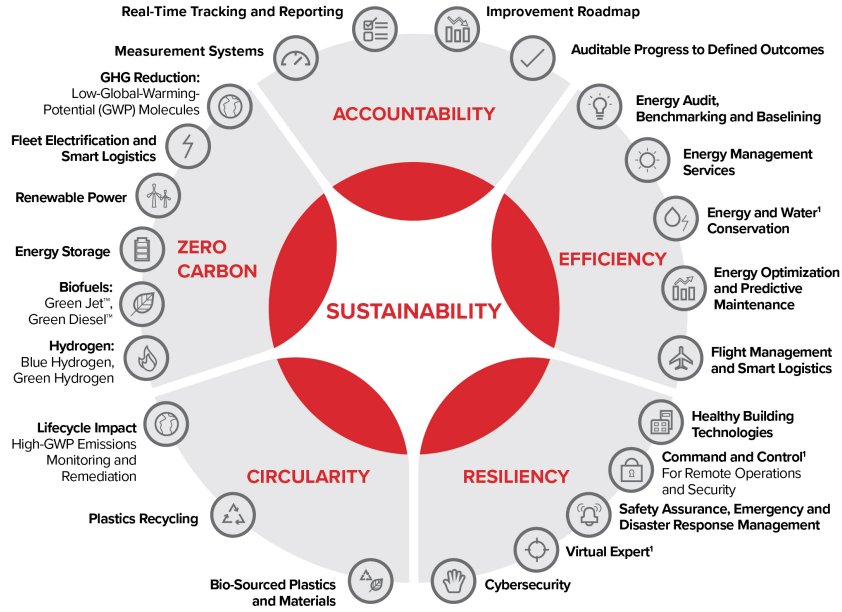 Real-Time Tracking and Reporting
Improvement Roadmap
Measurement Systems
Auditable Progress to Defined Outcomes
ACCOUNTABILITY
GHG Reduction:
Low-Global-Warming-
Potential (GWP) Molecules
Fleet Electrification and
Smart Logistics
Renewable Power
Energy Storage
Biofuels:
Green Jet™,
Green Diesel™
Hydrogen:
Blue Hydrogen,
Green Hydrogen
ZERO
CARBON
Energy Audit,
Benchmarking and Baselining
Energy Management
Services
Energy and Water¹
Conservation
Energy Optimization
and Predictive
Maintenance
Flight Management
and Smart Logistics
EFFICIENCY
SUSTAINABILITY
Lifecycle Impact
High-GWP Emissions
Monitoring and
Remediation
Plastics Recycling
Bio-Sourced Plastics
and Materials
CIRCULARITY
RESILIENCY
Healthy Building
Technologies
Command and Control¹
For Remote Operations
and Security
Safety Assurance, Emergency and
Disaster Response Management
Virtual Expert¹
Cybersecurity